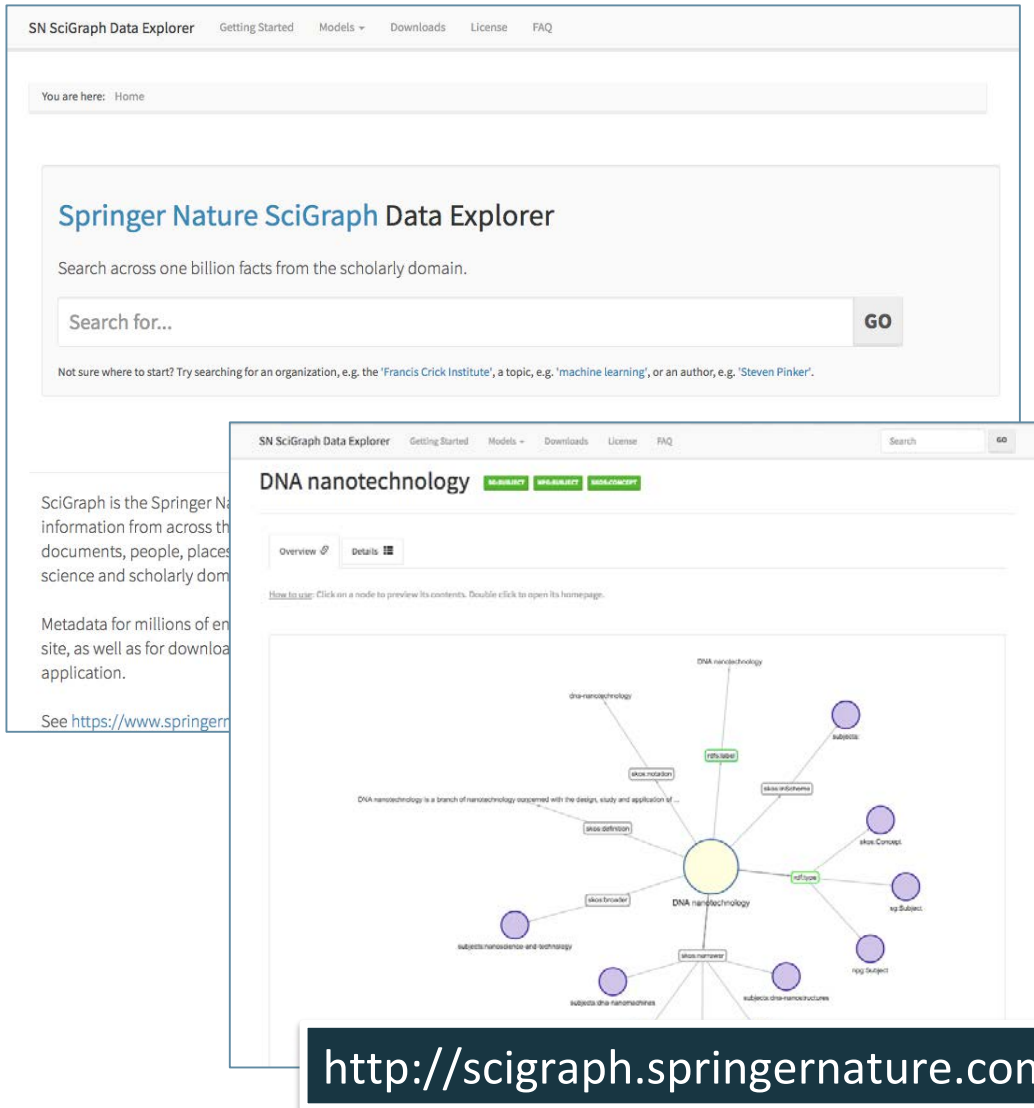 SN SciGraph Data Explorer Getting Started Models Downloads License FAQ
You are here: Home
Springer Nature SciGraph Data Explorer
Search across one billion facts from the scholarly domain.
Search for...
GO
Not sure where to start? Try searching for an organization, e.g. the 'Francis Crick Institute', a topic, e.g. 'machine learning', or an author, e.g. 'Steven Pinker'.
SciGraph is the Springer Na
information from across th
documents, people, places
science and scholarly dom
Metadata for millions of en
site, as well as for downloa
application.
See https://www.springerr
SN SciGraph Data Explorer Getting Started Models Downloads License FAQ Search GO
DNA nanotechnology SG:SUBJECT NPG:SUBJECT SKOS:CONCEPT
Overview Details
How to use: Click on a node to preview its contents. Double click to open its homepage.
DNA nanotechnology
dna-nanotechnology
subjects:
rdfs:label
skos:notation
skos:inScheme
DNA nanotechnology is a branch of nanotechnology concerned with the design, study and application of ...
skos:definition
skos:Concept
rdf:type
skos:broader
DNA nanotechnology
sg:Subject
subjects:nanoscience-and-technology
skos:narrower
npg:Subject
subjects:dna-nanomachines
subjects:dna-nanostructures
http://scigraph.springernature.com